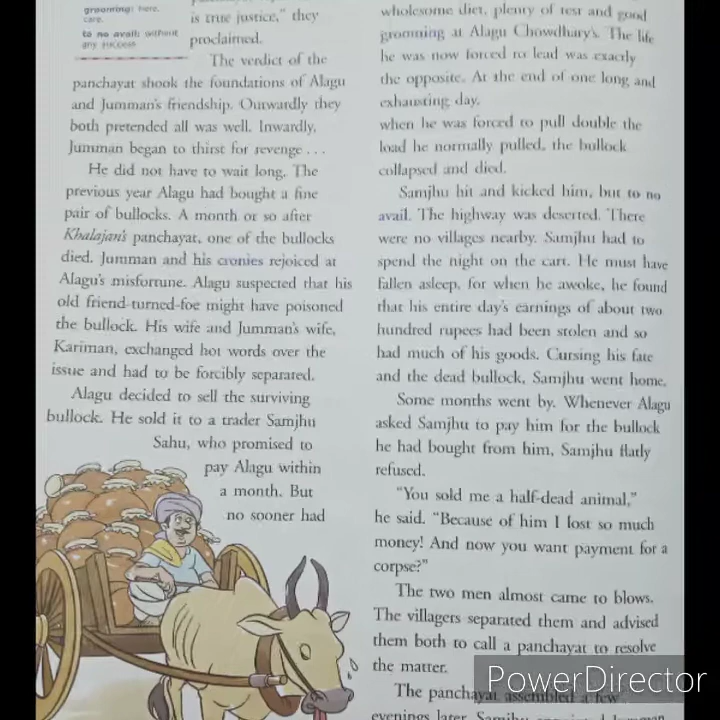 grooming: here,
care.
to no avail: without
any success
is true justice," they
proclaimed.
The verdict of the
panchayat shook the foundations of Alagu
and Jumman's friendship. Outwardly they
both pretended all was well. Inwardly,
Jumman began to thirst for revenge . . .
He did not have to wait long. The
previous year Alagu had bought a fine
pair of bullocks. A month or so after
Khalajan's panchayat, one of the bullocks
died. Jumman and his cronies rejoiced at
Alagu's misfortune. Alagu suspected that his
old friend-turned-foe might have poisoned
the bullock. His wife and Jumman's wife,
Kariman, exchanged hot words over the
issue and had to be forcibly separated.
Alagu decided to sell the surviving
bullock. He sold it to a trader Samjhu
Sahu, who promised to
pay Alagu within
a month. But
no sooner had
wholesome diet, plenty of rest and good
grooming at Alagu Chowdhary's. The life
he was now forced to lead was exactly
the opposite. At the end of one long and
exhausting day,
when he was forced to pull double the
load he normally pulled, the bullock
collapsed and died.
Samjhu hit and kicked him, but to no
avail. The highway was deserted. There
were no villages nearby. Samjhu had to
spend the night on the cart. He must have
fallen asleep, for when he awoke, he found
that his entire day's earnings of about two
hundred rupees had been stolen and so
had much of his goods. Cursing his fate
and the dead bullock, Samjhu went home.
Some months went by. Whenever Alagu
asked Samjhu to pay him for the bullock
he had bought from him, Samjhu flatly
refused.
"You sold me a half-dead animal,"
he said. "Because of him I lost so much
money! And now you want payment for a
corpse?"
The two men almost came to blows.
The villagers separated them and advised
them both to call a panchayat to resolve
the matter.
PowerDirector
The panchayat assembled a few
evenings later. Samjhu